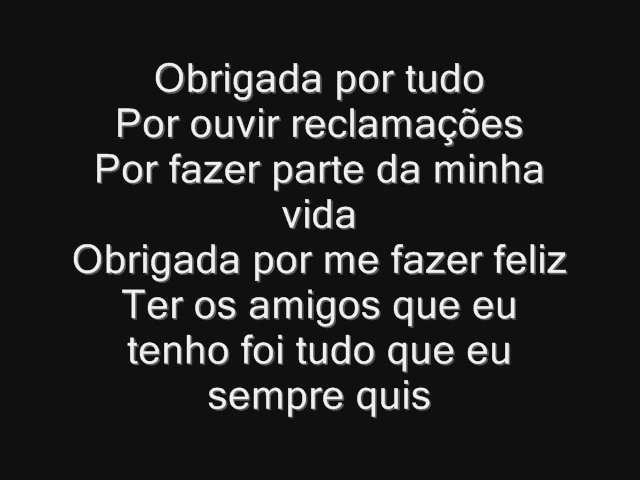 Obrigada por tudo
Por ouvir reclamações
Por fazer parte da minha
vida
Obrigada por me fazer feliz
Ter os amigos que eu
tenho foi tudo que eu
sempre quis